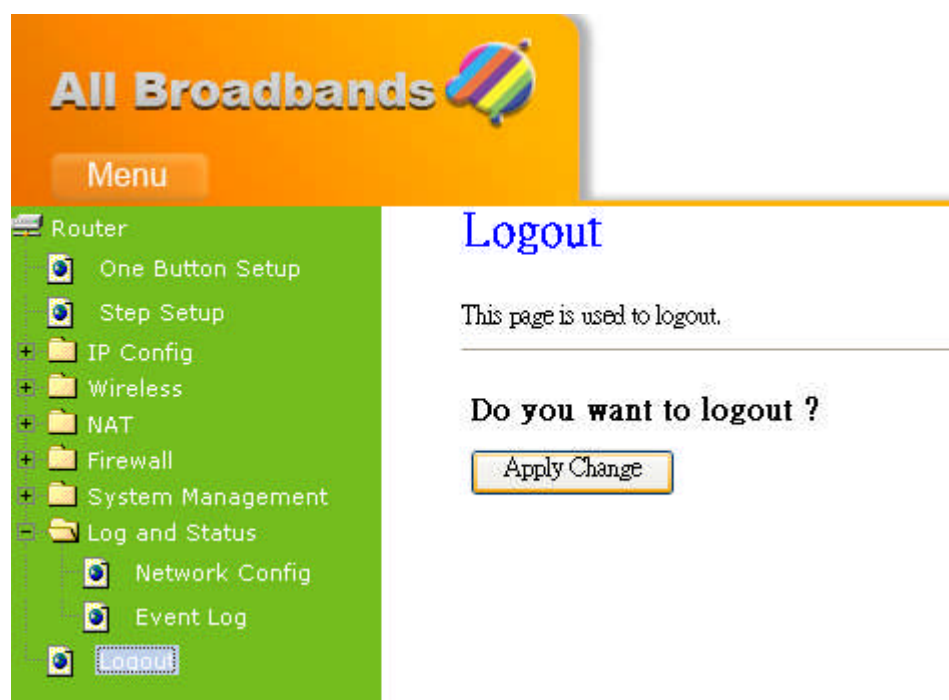 All Broadbands
Menu
Router
One Button Setup
Step Setup
IP Config
Wireless
NAT
Firewall
System Management
Log and Status
Network Config
Event Log
Logout
Logout
This page is used to logout.
Do you want to logout ?
Apply Change